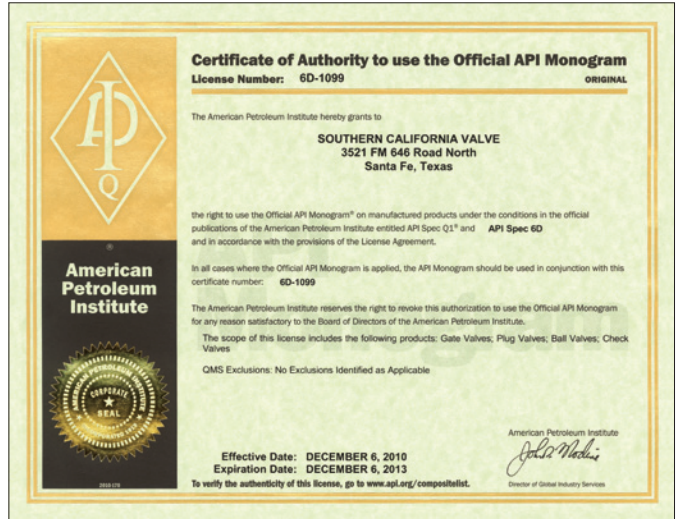 Certificate of Authority to use the Official API Monogram
License Number: 6D-1099
ORIGINAL
The American Petroleum Institute hereby grants to
SOUTHERN CALIFORNIA VALVE
3521 FM 646 Road North
Santa Fe, Texas
the right to use the Official API Monogram® on manufactured products under the conditions in the official
publications of the American Petroleum Institute entitled API Spec Q1® and API Spec 6D
and in accordance with the provisions of the License Agreement.
In all cases where the Official API Monogram is applied, the API Monogram should be used in conjunction with this
certificate number: 6D-1099
The American Petroleum Institute reserves the right to revoke this authorization to use the Official API Monogram
for any reason satisfactory to the Board of Directors of the American Petroleum Institute.
The scope of this license includes the following products: Gate Valves; Plug Valves; Ball Valves; Check
Valves
QMS Exclusions: No Exclusions Identified as Applicable
American Petroleum Institute
Effective Date: DECEMBER 6, 2010
Expiration Date: DECEMBER 6, 2013
To verify the authenticity of this license, go to www.api.org/compositelist.
Director of Global Industry Services
API
Q
®
American
Petroleum
Institute
AMERICAN PETROLEUM INSTITUTE
CORPORATE
SEAL